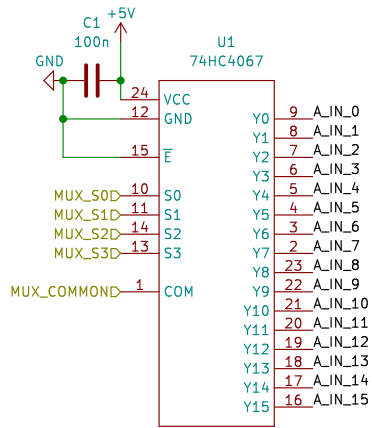 C1
100n
+5V
GND
U1
74HC4067
24 VCC
12 GND
15 E
MUX_S0 10 S0
MUX_S1 11 S1
MUX_S2 14 S2
MUX_S3 13 S3
MUX_COMMON 1 COM
Y0 9 A_IN_0
Y1 8 A_IN_1
Y2 7 A_IN_2
Y3 6 A_IN_3
Y4 5 A_IN_4
Y5 4 A_IN_5
Y6 3 A_IN_6
Y7 2 A_IN_7
Y8 23 A_IN_8
Y9 22 A_IN_9
Y10 21 A_IN_10
Y11 20 A_IN_11
Y12 19 A_IN_12
Y13 18 A_IN_13
Y14 17 A_IN_14
Y15 16 A_IN_15